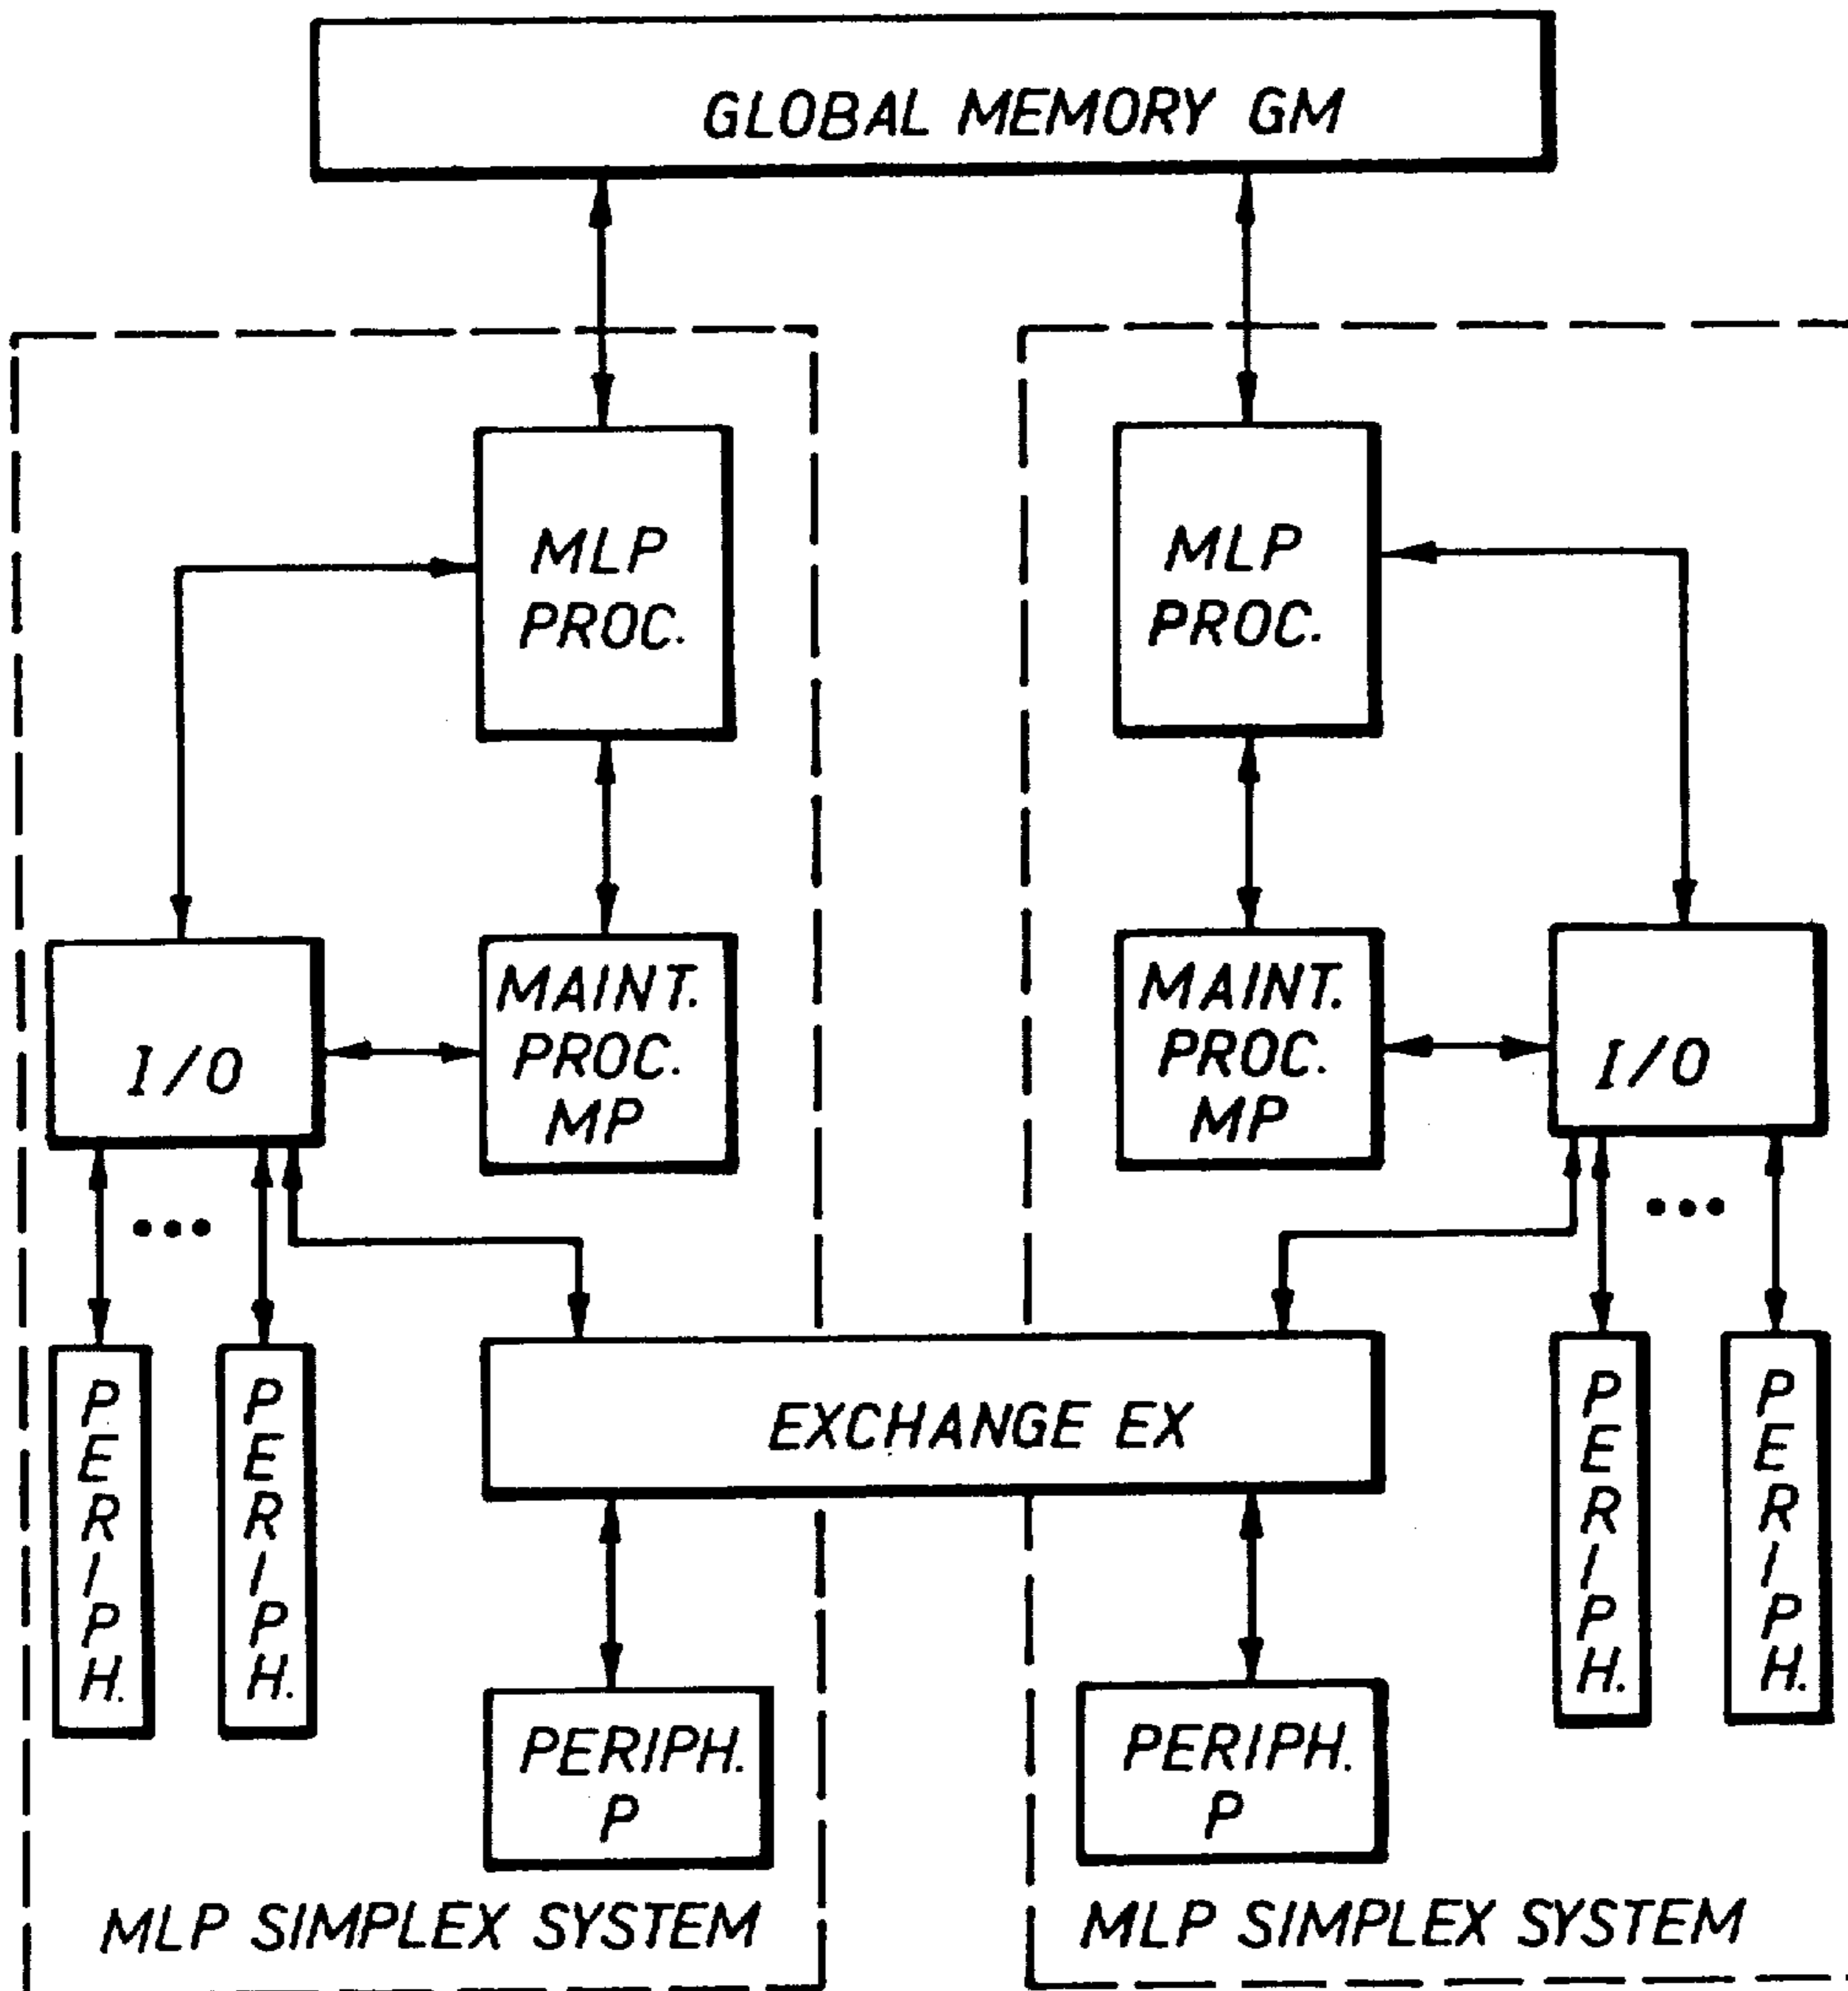 GLOBAL MEMORY GM
MLP
PROC.
MLP
PROC.
I/O
MAINT.
PROC.
MP
MAINT.
PROC.
MP
I/O
PERIPH.
PERIPH.
EXCHANGE EX
PERIPH.
PERIPH.
PERIPH.
P
PERIPH.
P
MLP SIMPLEX SYSTEM
MLP SIMPLEX SYSTEM